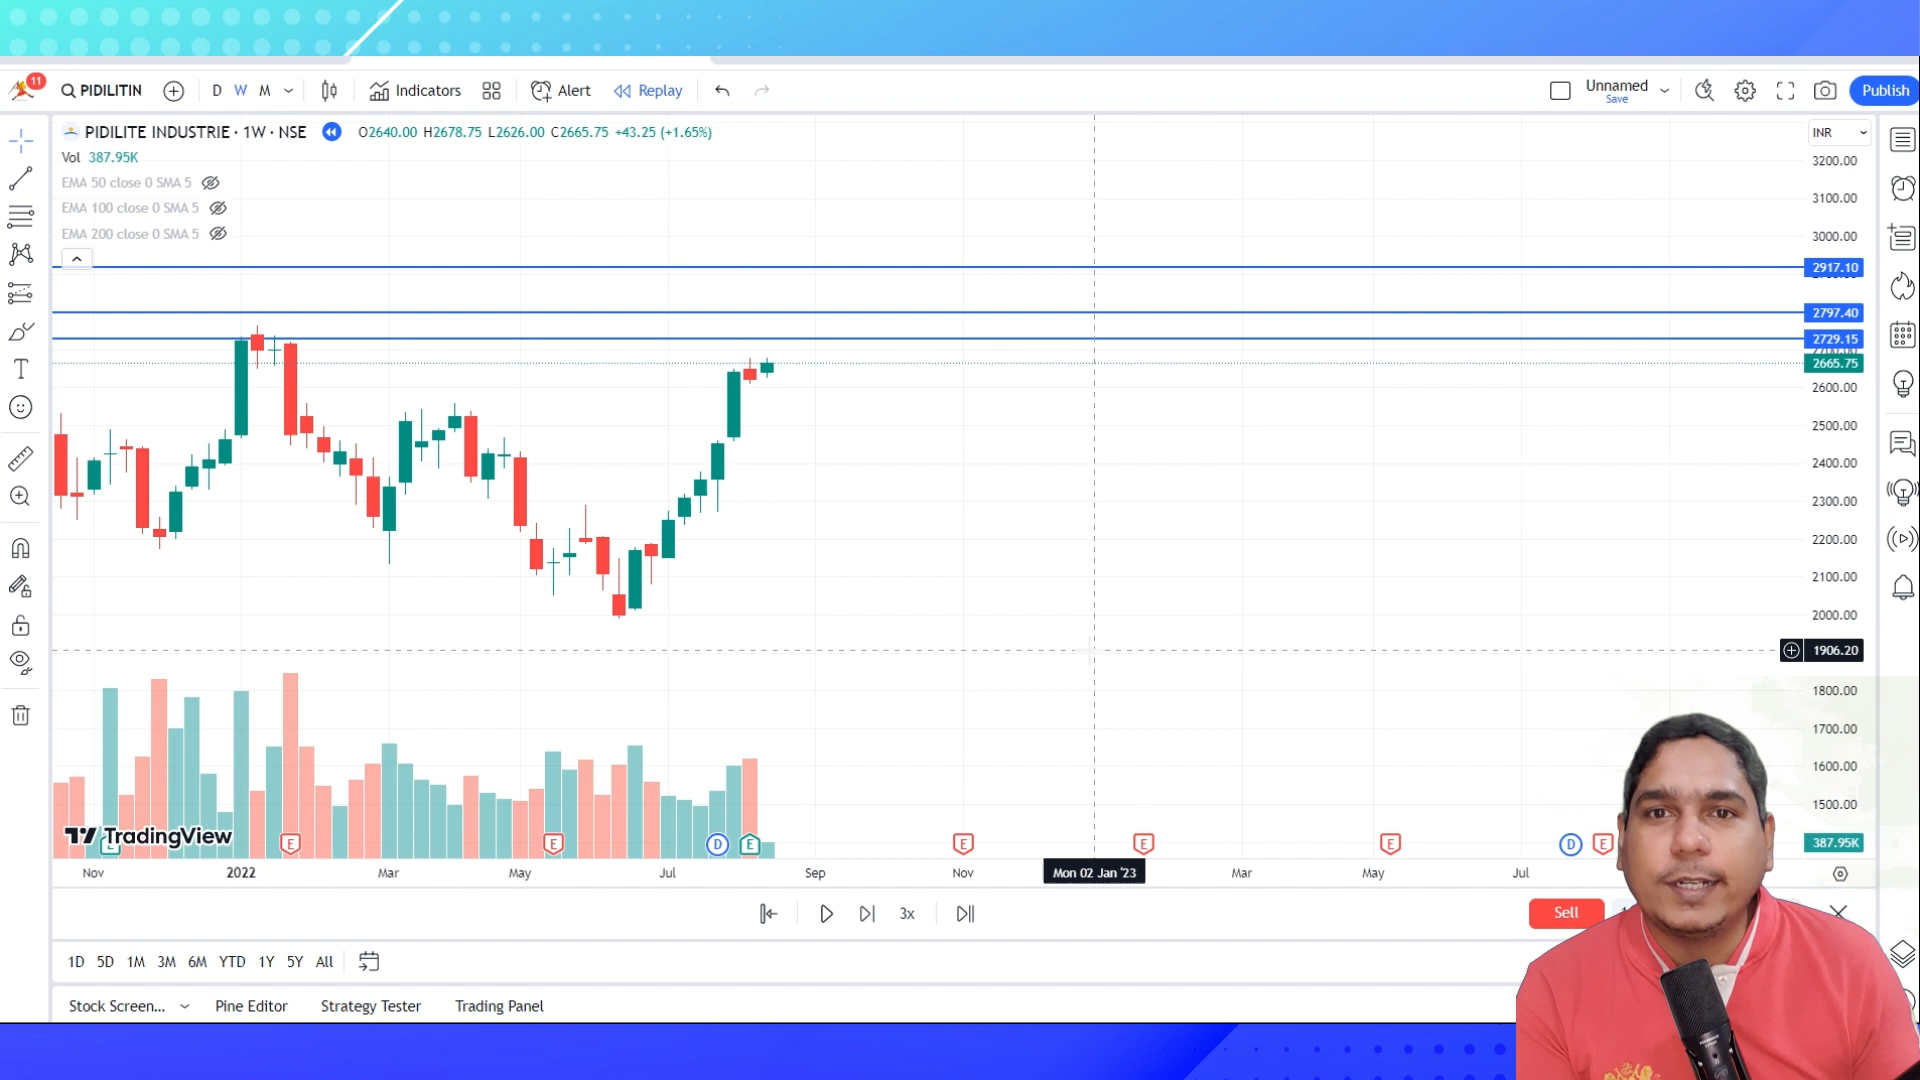 11
PIDILITIN
D W M
Indicators
Alert
Replay
Unnamed
Save
Publish
PIDILITE INDUSTRIE · 1W · NSE
O2640.00 H2678.75 L2626.00 C2665.75 +43.25 (+1.65%)
INR
Vol 387.95K
EMA 50 close 0 SMA 5
EMA 100 close 0 SMA 5
EMA 200 close 0 SMA 5
3200.00
3100.00
3000.00
2917.10
2797.40
2729.15
2665.75
2600.00
2500.00
2400.00
2300.00
2200.00
2100.00
2000.00
1906.20
1800.00
1700.00
1600.00
1500.00
387.95K
TradingView
E E D E E E E D E
Nov 2022 Mar May Jul Sep Nov Mon 02 Jan '23 Mar May Jul
3x
Sell
1D 5D 1M 3M 6M YTD 1Y 5Y All
Stock Screen... Pine Editor Strategy Tester Trading Panel